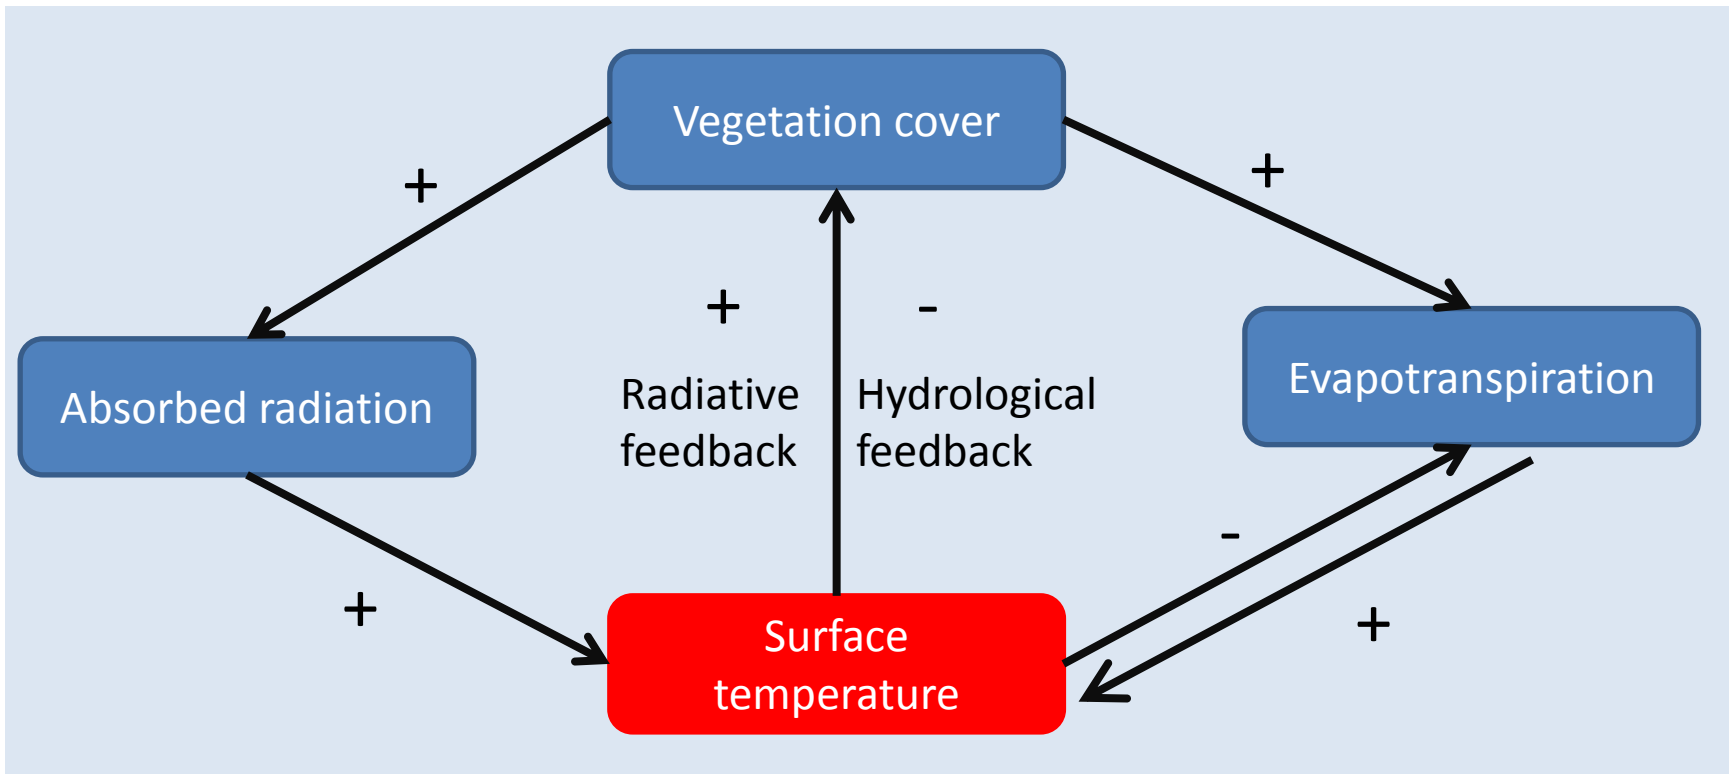 Vegetation cover
+
+
+
-
Absorbed radiation
Radiative
feedback
Hydrological
feedback
Evapotranspiration
-
+
+
Surface
temperature